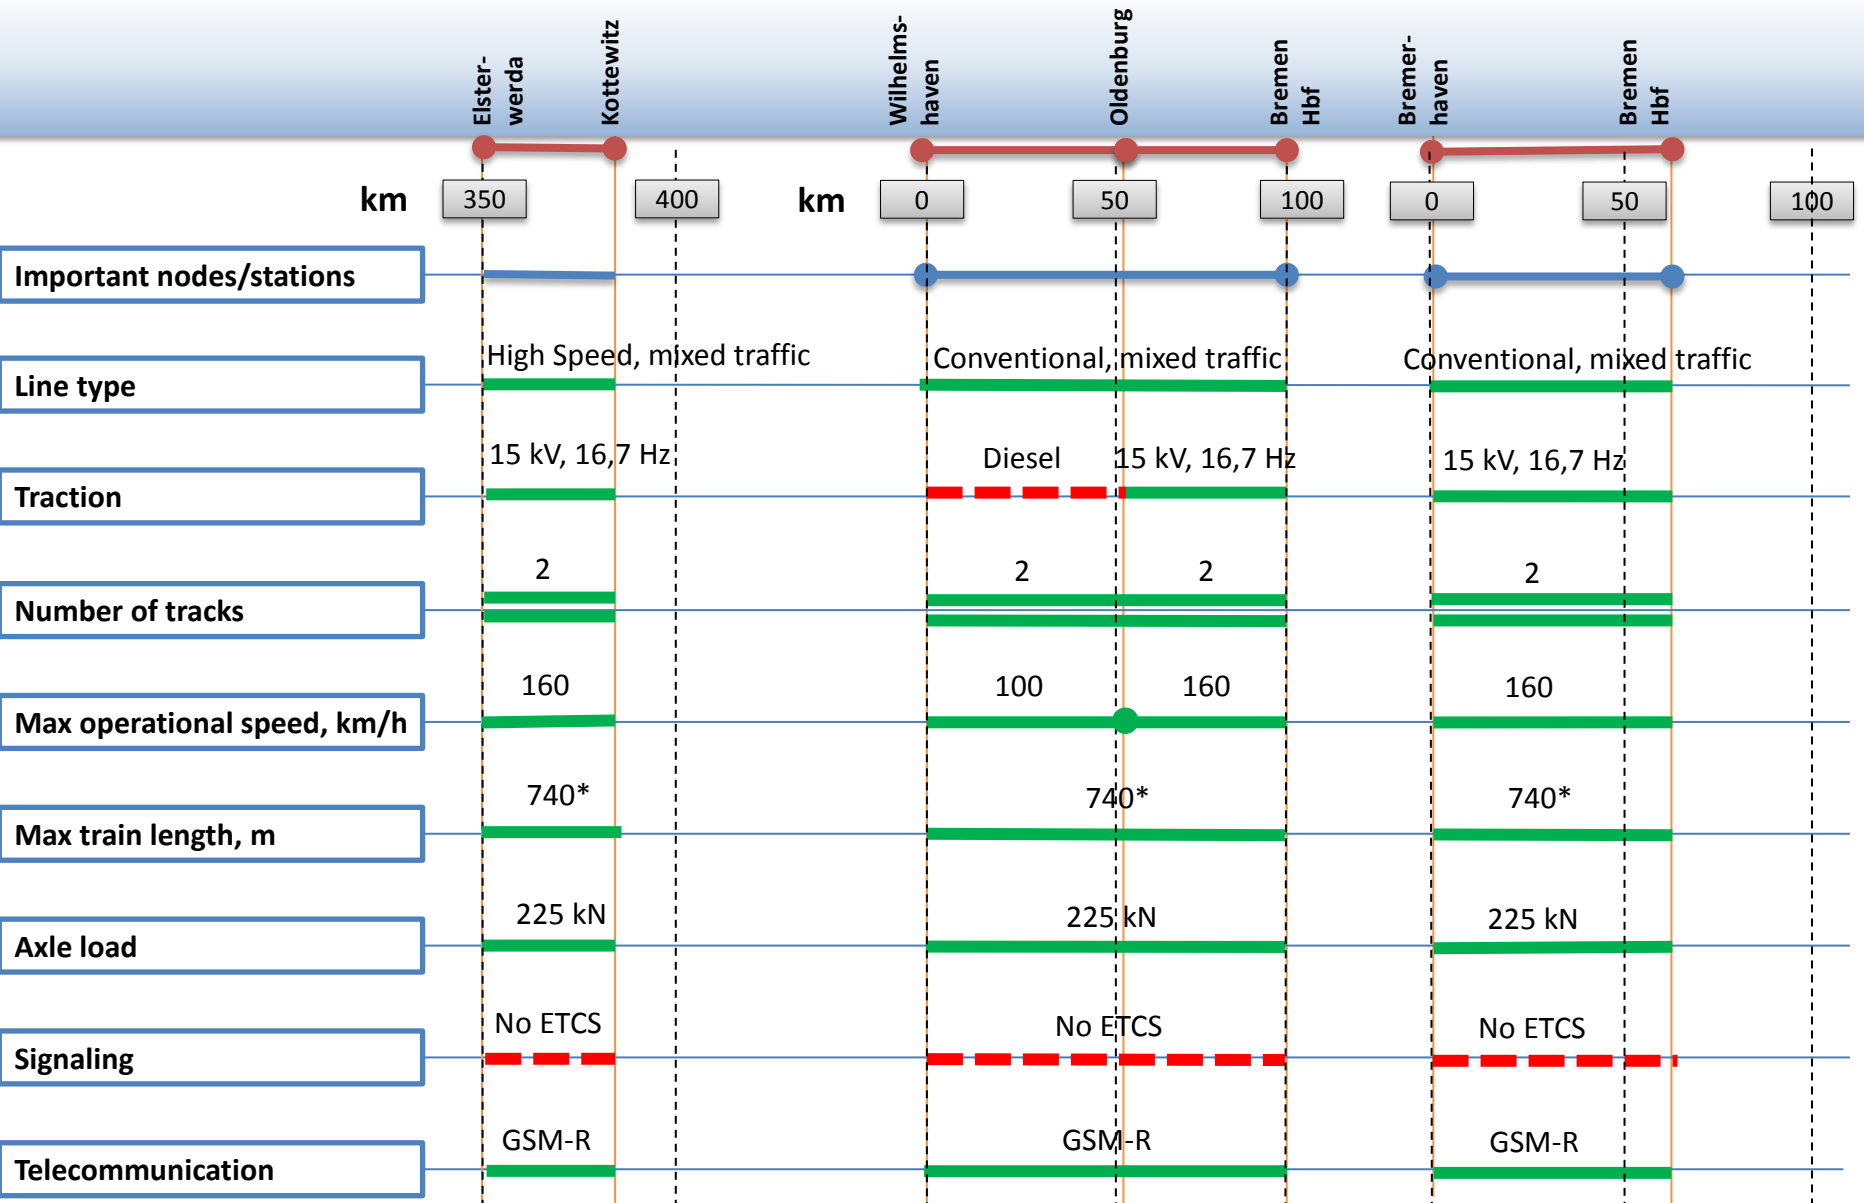 Elster-
werda
Kottewitz
Wilhelms-
haven
Oldenburg
Bremen
Hbf
Bremer-
haven
Bremen
Hbf
km 350 400 km 0 50 100 0 50 100
Important nodes/stations
High Speed, mixed traffic Conventional, mixed traffic Conventional, mixed traffic
Line type
15 kV, 16,7 Hz Diesel 15 kV, 16,7 Hz 15 kV, 16,7 Hz
Traction
2 2 2 2
Number of tracks
160 100 160 160
Max operational speed, km/h
740* 740* 740*
Max train length, m
225 kN 225 kN 225 kN
Axle load
No ETCS No ETCS No ETCS
Signaling
GSM-R GSM-R GSM-R
Telecommunication